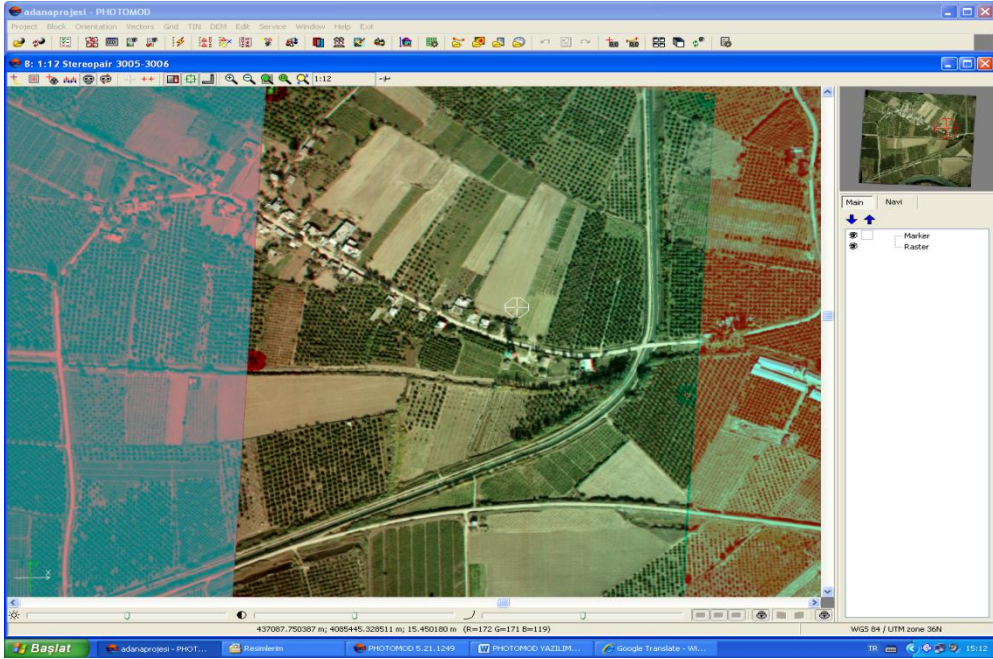 adanaprojesi - PHOTOMOD
Project Block Orientation Vectors Grid TIN DEM Edit Service Window Help Exit
B: 1:12 Stereopair 3005-3006
1:12
Main Navi
Marker
Raster
437087.750387 m; 4085445.328511 m; 15.450180 m (R=172 G=171 B=119)
WGS 84 / UTM zone 36N
Başlat
adanaprojesi - PHOT...
Resimlerim
PHOTOMOD 5.21.1249
PHOTOMOD YAZILIM...
Google Translate - Wi...
TR
15:12